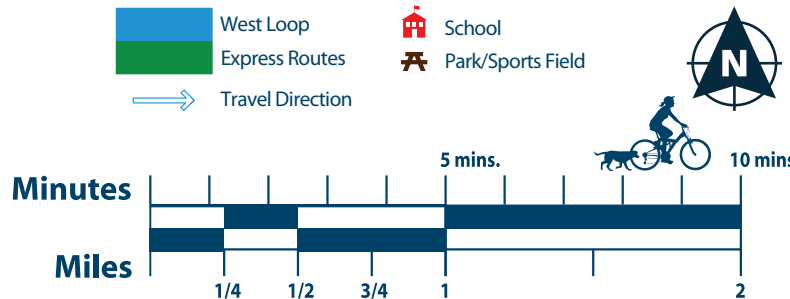 West Loop
Express Routes
Travel Direction
School
Park/Sports Field
N
5 mins.
10 mins
Minutes
Miles
1/4
1/2
3/4
1
2